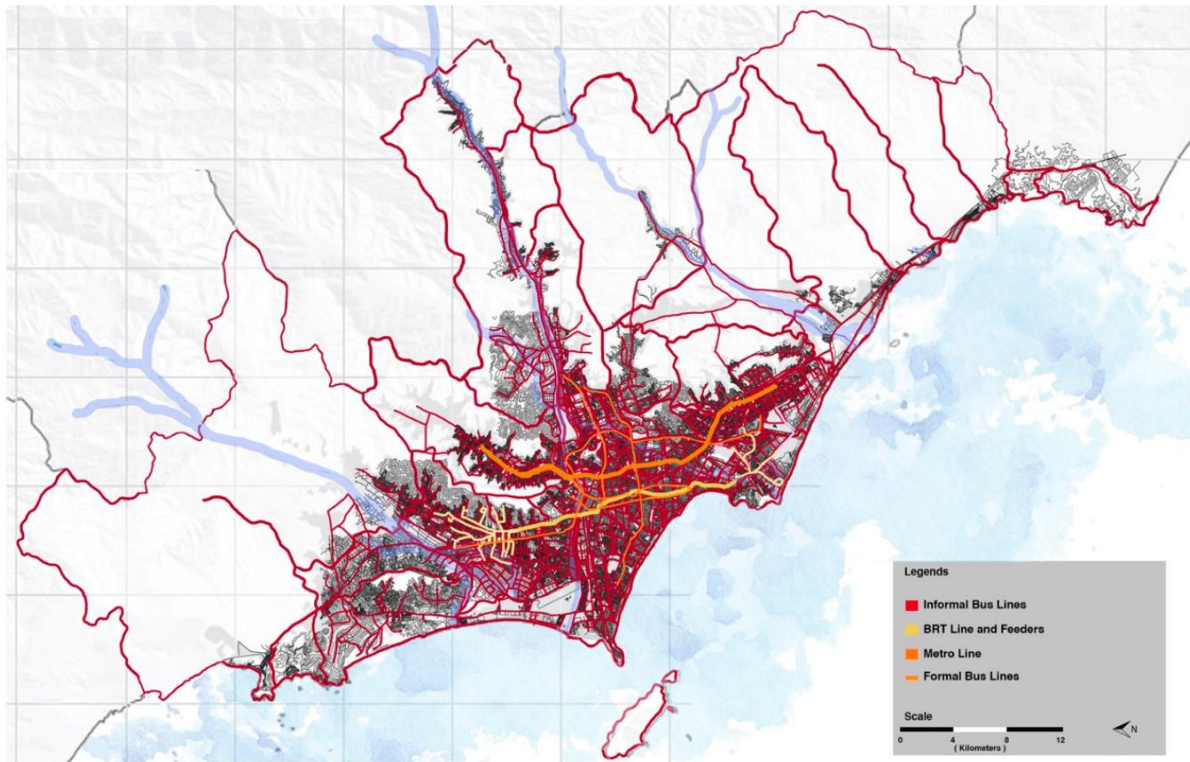 Legends
Informal Bus Lines
BRT Line and Feeders
Metro Line
Formal Bus Lines
Scale
N
0 4 8 12
( Kilometers )